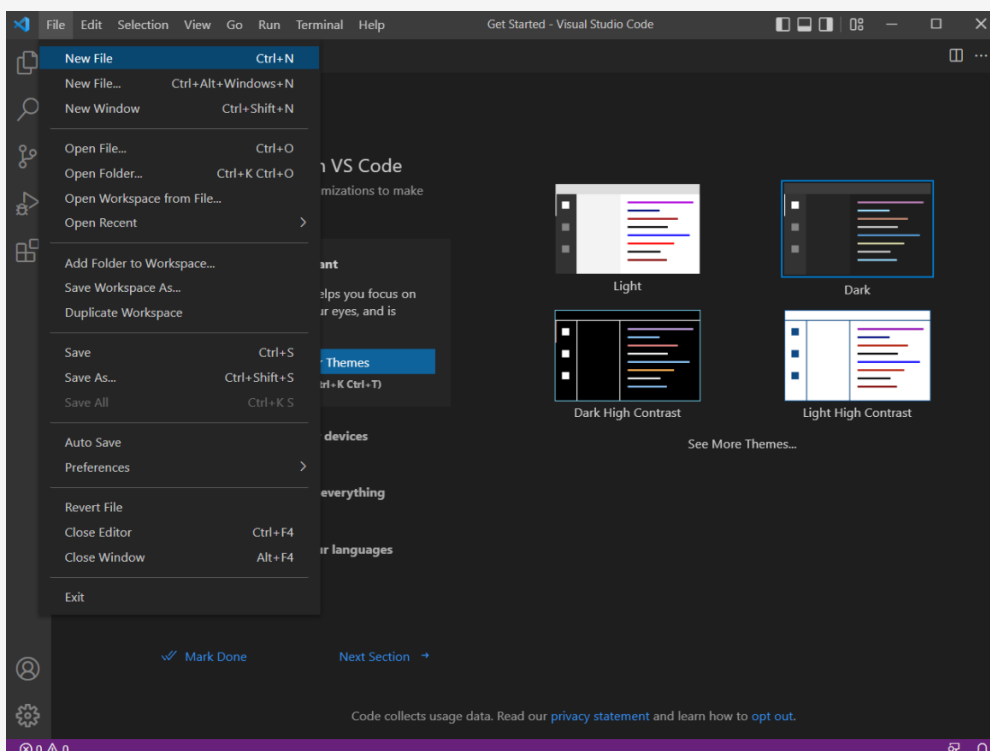 File Edit Selection View Go Run Terminal Help Get Started - Visual Studio Code
New File Ctrl+N
New File... Ctrl+Alt+Windows+N
New Window Ctrl+Shift+N
Open File... Ctrl+O
Open Folder... Ctrl+K Ctrl+O
Open Workspace from File...
Open Recent
Add Folder to Workspace...
Save Workspace As...
Duplicate Workspace
Save Ctrl+S
Save As... Ctrl+Shift+S
Save All Ctrl+K S
Auto Save
Preferences
Revert File
Close Editor Ctrl+F4
Close Window Alt+F4
Exit
VS Code
to make
you focus on
eyes, and is
Themes
Ctrl+T)
devices
everything
languages
Mark Done Next Section
Light
Dark
Dark High Contrast
Light High Contrast
See More Themes...
Code collects usage data. Read our privacy statement and learn how to opt out.
0 0